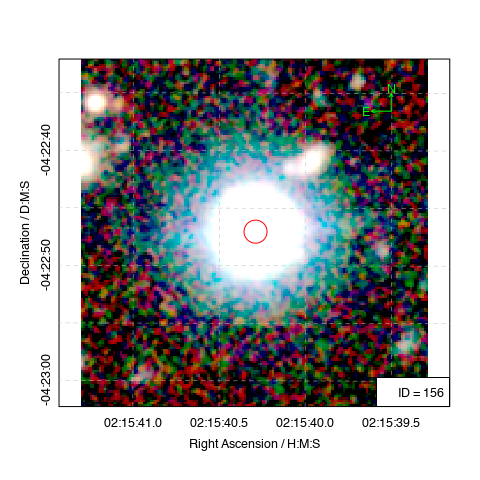 N
E
-04:22:40
-04:22:50
-04:23:00
Declination / D:M:S
ID = 156
02:15:41.0 02:15:40.5 02:15:40.0 02:15:39.5
Right Ascension / H:M:S